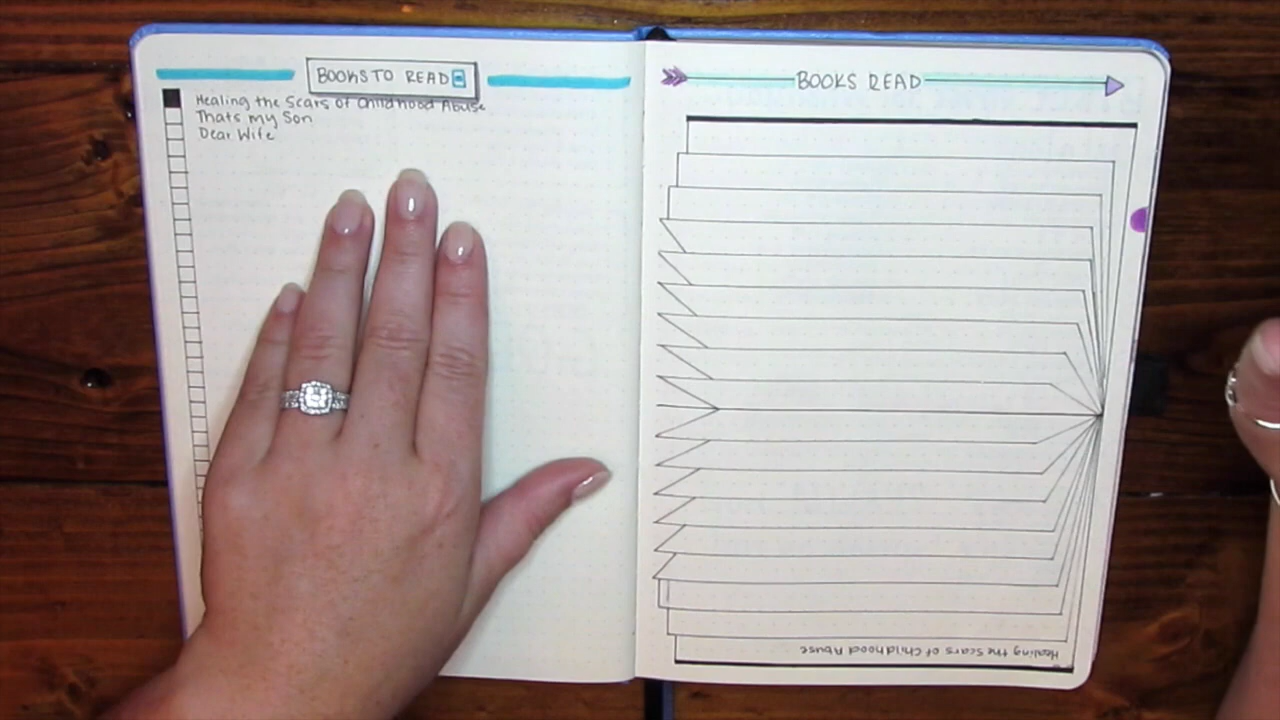 BOOKS TO READ
Healing the Scars of Childhood Abuse
Thats my Son
Dear Wife
BOOKS READ
Healing the Scars of Childhood Abuse